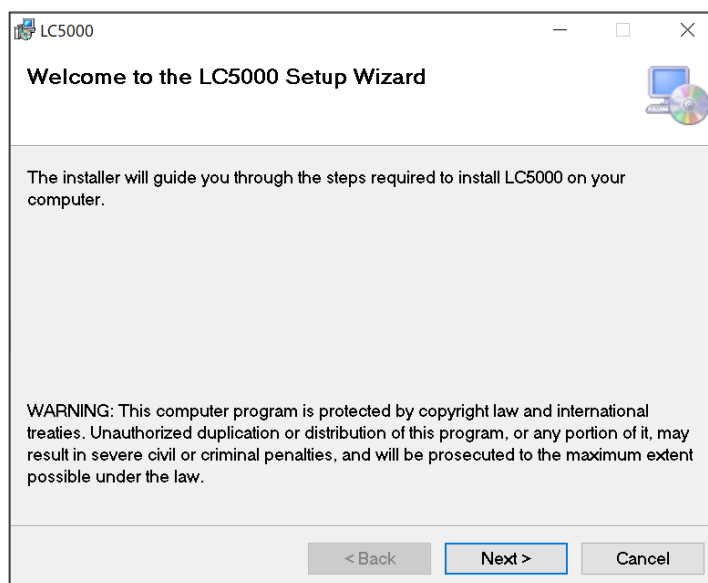 LC5000
Welcome to the LC5000 Setup Wizard
The installer will guide you through the steps required to install LC5000 on your
computer.
WARNING: This computer program is protected by copyright law and international
treaties. Unauthorized duplication or distribution of this program, or any portion of it, may
result in severe civil or criminal penalties, and will be prosecuted to the maximum extent
possible under the law.
< Back
Next >
Cancel